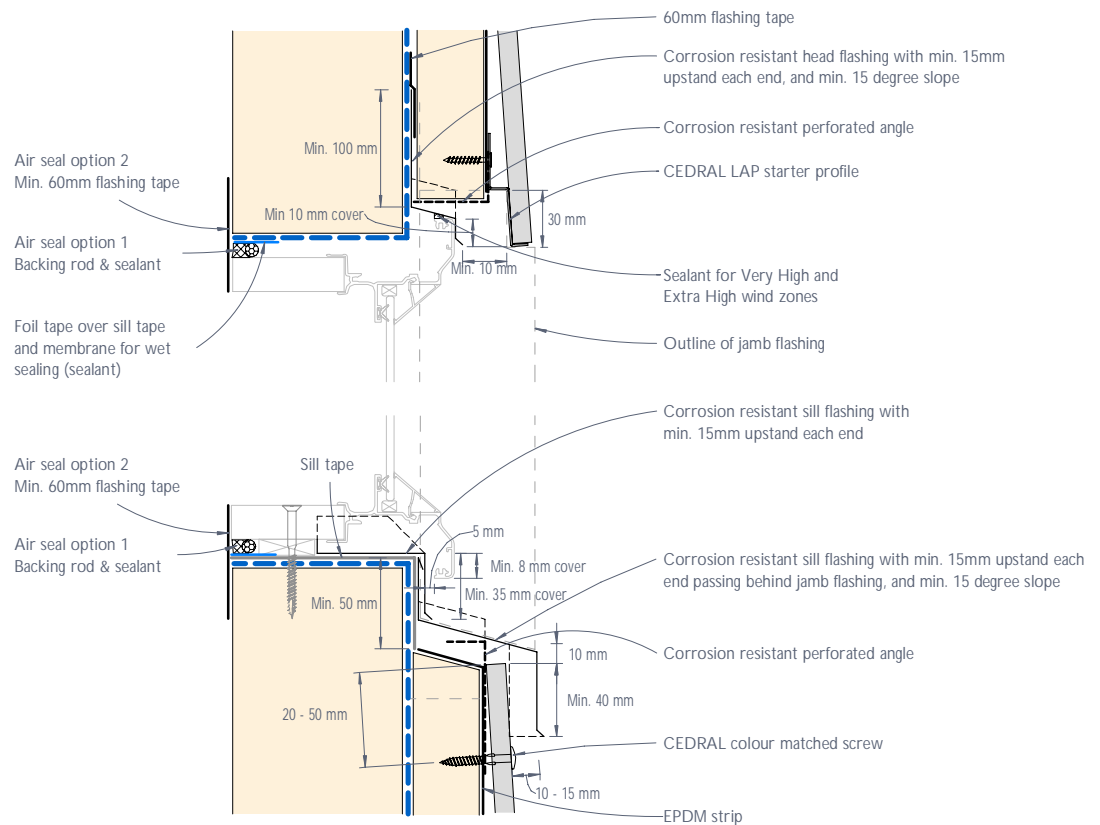 60mm flashing tape
Corrosion resistant head flashing with min. 15mm
upstand each end, and min. 15 degree slope
Corrosion resistant perforated angle
CEDRAL LAP starter profile
Air seal option 2
Min. 60mm flashing tape
Air seal option 1
Backing rod & sealant
Foil tape over sill tape
and membrane for wet
sealing (sealant)
Min. 100 mm
Min 10 mm cover
30 mm
Min. 10 mm
Sealant for Very High and
Extra High wind zones
Outline of jamb flashing
Corrosion resistant sill flashing with
min. 15mm upstand each end
Air seal option 2
Min. 60mm flashing tape
Sill tape
Air seal option 1
Backing rod & sealant
5 mm
Min. 8 mm cover
Min. 35 mm cover
Min. 50 mm
Corrosion resistant sill flashing with min. 15mm upstand each
end passing behind jamb flashing, and min. 15 degree slope
10 mm
Corrosion resistant perforated angle
Min. 40 mm
20 - 50 mm
CEDRAL colour matched screw
10 - 15 mm
EPDM strip